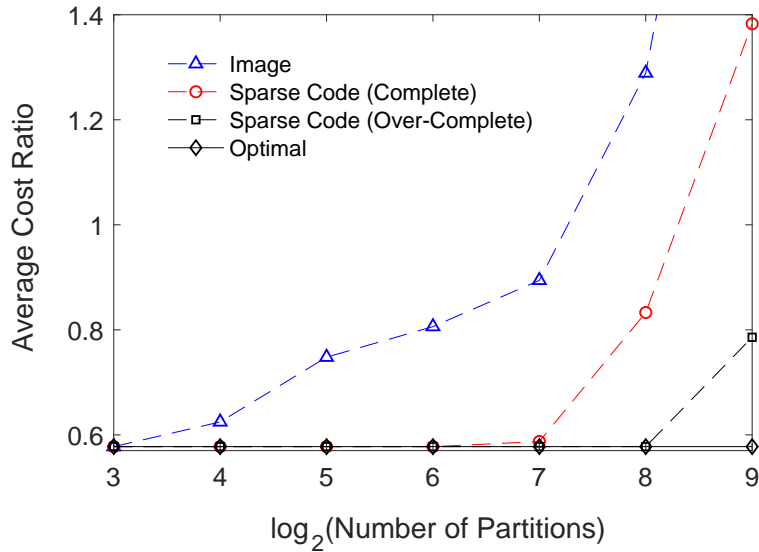 1.4
1.2
1
0.8
0.6
Average Cost Ratio
Image
Sparse Code (Complete)
Sparse Code (Over-Complete)
Optimal
3 4 5 6 7 8 9
log₂(Number of Partitions)